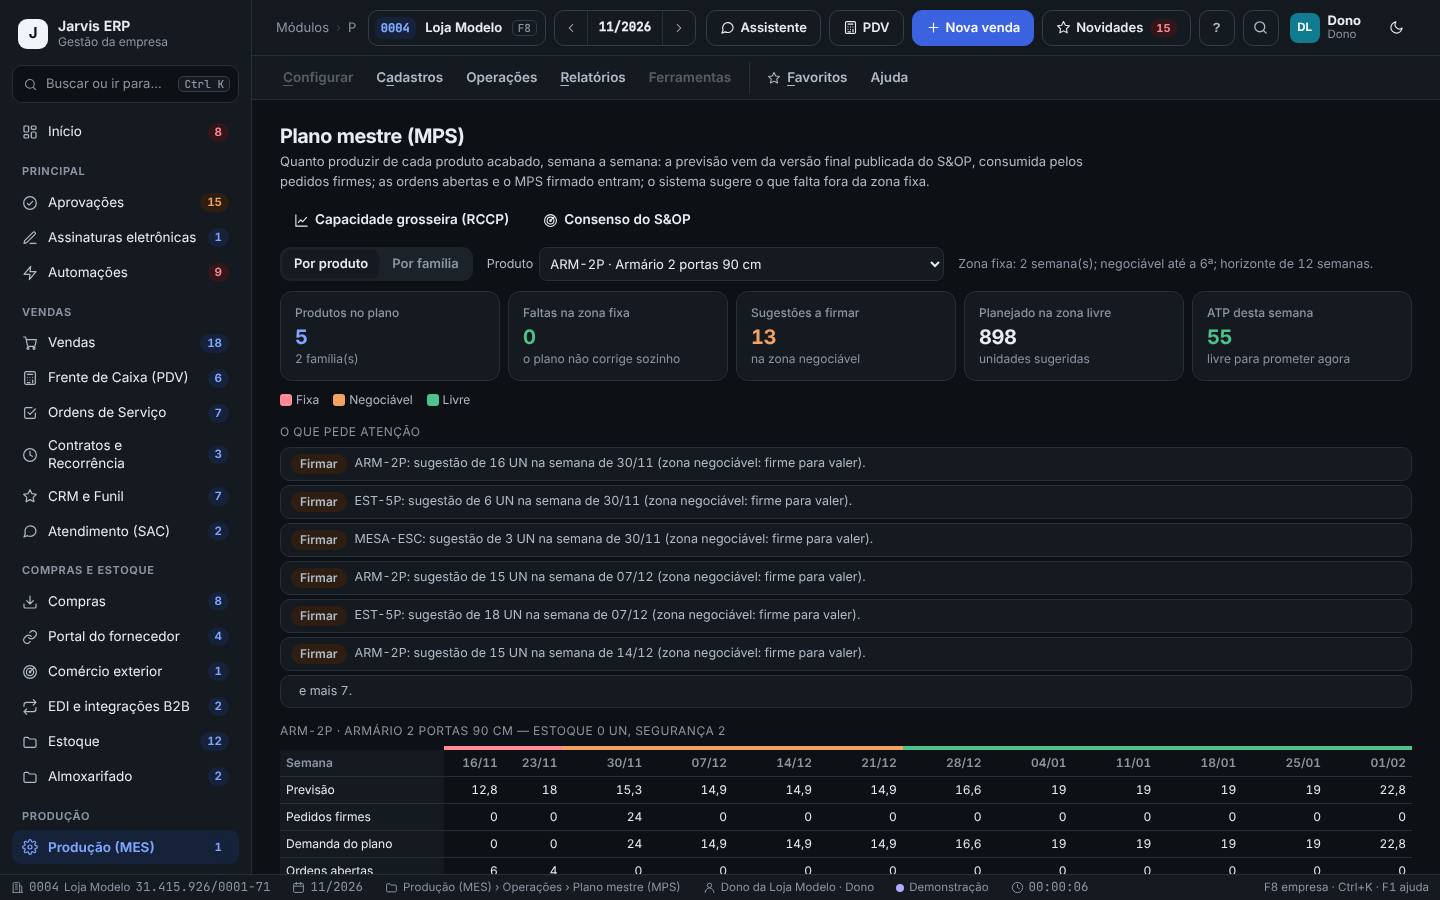 J
Jarvis ERP
Gestão da empresa
Módulos › P
0004 Loja Modelo F8
11/2026
Assistente
PDV
Nova venda
Novidades 15
?
DL
Dono
Dono
Buscar ou ir para... Ctrl K
Configurar Cadastros Operações Relatórios Ferramentas Favoritos Ajuda
Início 8
PRINCIPAL
Aprovações 15
Assinaturas eletrônicas 1
Automações 9
VENDAS
Vendas 18
Frente de Caixa (PDV) 6
Ordens de Serviço 7
Contratos e
Recorrência 3
CRM e Funil 7
Atendimento (SAC) 2
COMPRAS E ESTOQUE
Compras 8
Portal do fornecedor 4
Comércio exterior 1
EDI e integrações B2B 2
Estoque 12
Almoxarifado 2
PRODUÇÃO
Produção (MES) 1
Plano mestre (MPS)
Quanto produzir de cada produto acabado, semana a semana: a previsão vem da versão final publicada do S&OP, consumida pelos
pedidos firmes; as ordens abertas e o MPS firmado entram; o sistema sugere o que falta fora da zona fixa.
Capacidade grosseira (RCCP) Consenso do S&OP
Por produto Por família Produto ARM-2P · Armário 2 portas 90 cm Zona fixa: 2 semana(s); negociável até a 6ª; horizonte de 12 semanas.
Produtos no plano
5
2 família(s)
Faltas na zona fixa
0
o plano não corrige sozinho
Sugestões a firmar
13
na zona negociável
Planejado na zona livre
898
unidades sugeridas
ATP desta semana
55
livre para prometer agora
Fixa Negociável Livre
O QUE PEDE ATENÇÃO
Firmar ARM-2P: sugestão de 16 UN na semana de 30/11 (zona negociável: firme para valer).
Firmar EST-5P: sugestão de 6 UN na semana de 30/11 (zona negociável: firme para valer).
Firmar MESA-ESC: sugestão de 3 UN na semana de 30/11 (zona negociável: firme para valer).
Firmar ARM-2P: sugestão de 15 UN na semana de 07/12 (zona negociável: firme para valer).
Firmar EST-5P: sugestão de 18 UN na semana de 07/12 (zona negociável: firme para valer).
Firmar ARM-2P: sugestão de 15 UN na semana de 14/12 (zona negociável: firme para valer).
e mais 7.
ARM-2P · ARMÁRIO 2 PORTAS 90 CM — ESTOQUE 0 UN, SEGURANÇA 2
Semana 16/11 23/11 30/11 07/12 14/12 21/12 28/12 04/01 11/01 18/01 25/01 01/02
Previsão 12,8 18 15,3 14,9 14,9 14,9 16,6 19 19 19 19 22,8
Pedidos firmes 0 0 24 0 0 0 0 0 0 0 0 0
Demanda do plano 0 0 24 14,9 14,9 14,9 16,6 19 19 19 19 22,8
Ordens abertas 6 4 0 0 0 0 0 0 0 0 0 0
0004 Loja Modelo 31.415.926/0001-71 11/2026 Produção (MES) › Operações › Plano mestre (MPS) Dono da Loja Modelo · Dono Demonstração 00:00:06 F8 empresa · Ctrl+K · F1 ajuda